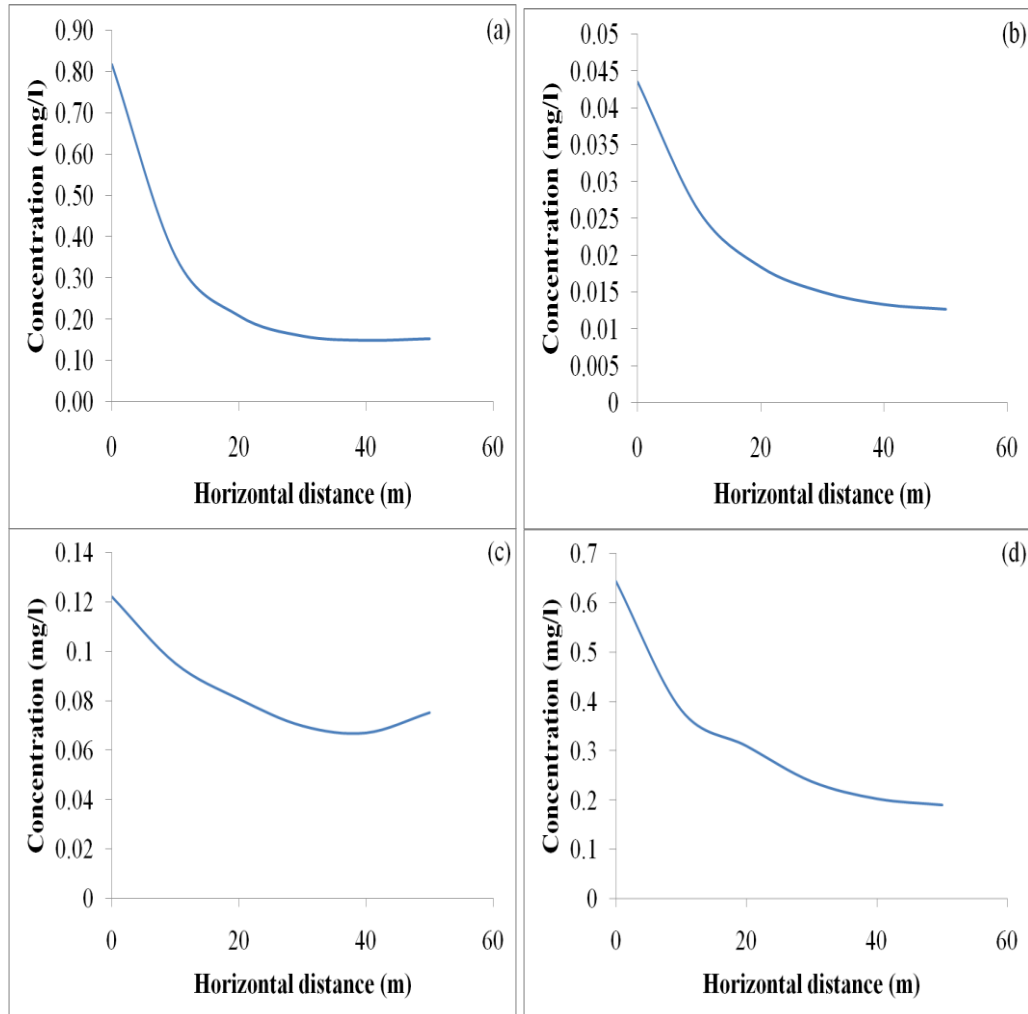 (a)
Concentration (mg/l)
0.90
0.80
0.70
0.60
0.50
0.40
0.30
0.20
0.10
0.00
0 20 40 60
Horizontal distance (m)
(b)
Concentration (mg/l)
0.05
0.045
0.04
0.035
0.03
0.025
0.02
0.015
0.01
0.005
0
0 20 40 60
Horizontal distance (m)
(c)
Concentration (mg/l)
0.14
0.12
0.1
0.08
0.06
0.04
0.02
0
0 20 40 60
Horizontal distance (m)
(d)
Concentration (mg/l)
0.7
0.6
0.5
0.4
0.3
0.2
0.1
0
0 20 40 60
Horizontal distance (m)